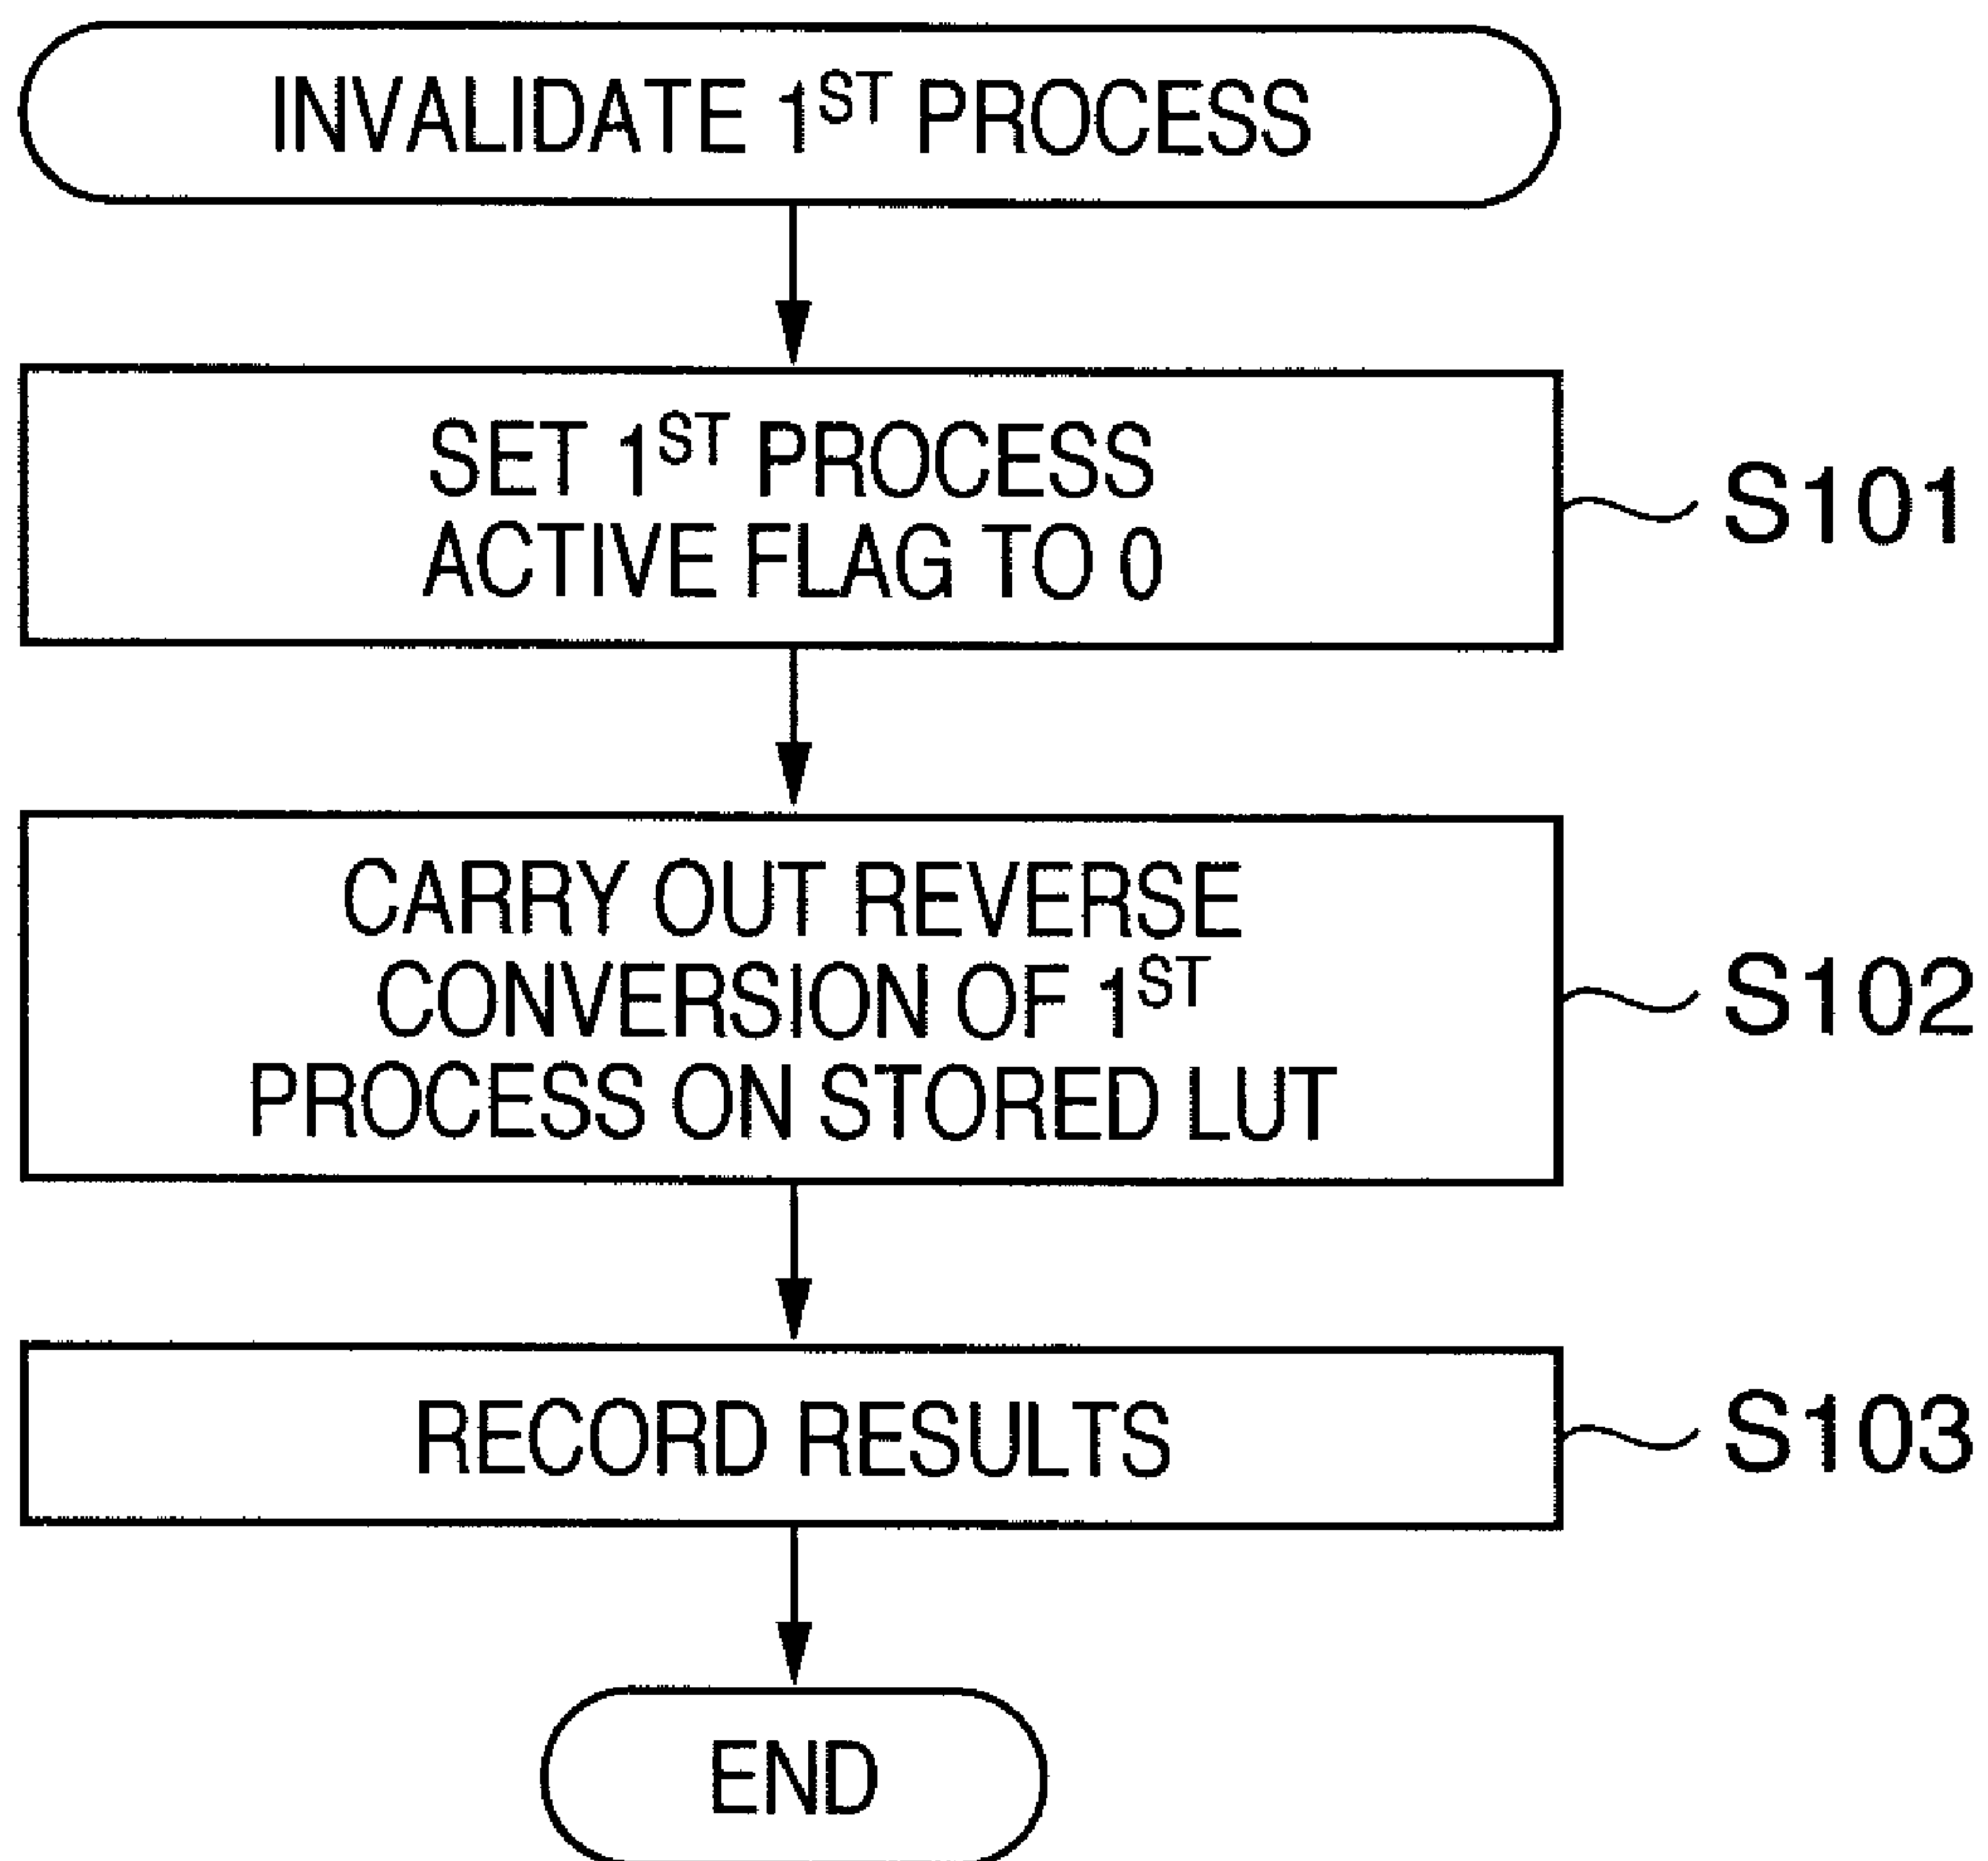 INVALIDATE 1ST PROCESS
SET 1ST PROCESS
ACTIVE FLAG TO 0
S101
CARRY OUT REVERSE
CONVERSION OF 1ST
PROCESS ON STORED LUT
S102
RECORD RESULTS
S103
END